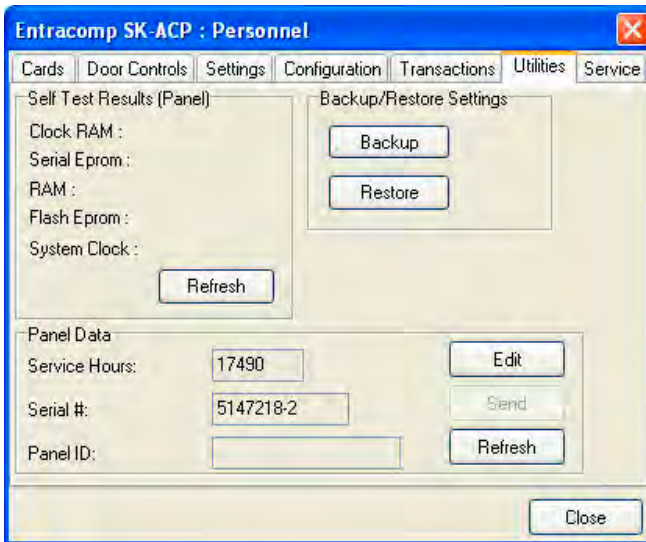 Entracomp SK-ACP : Personnel
Cards Door Controls Settings Configuration Transactions Utilities Service
Self Test Results (Panel)
Clock RAM :
Serial Eprom :
RAM :
Flash Eprom :
System Clock :
Refresh
Backup/Restore Settings
Backup
Restore
Panel Data
Service Hours: 17490
Edit
Serial #: 5147218-2
Send
Panel ID:
Refresh
Close